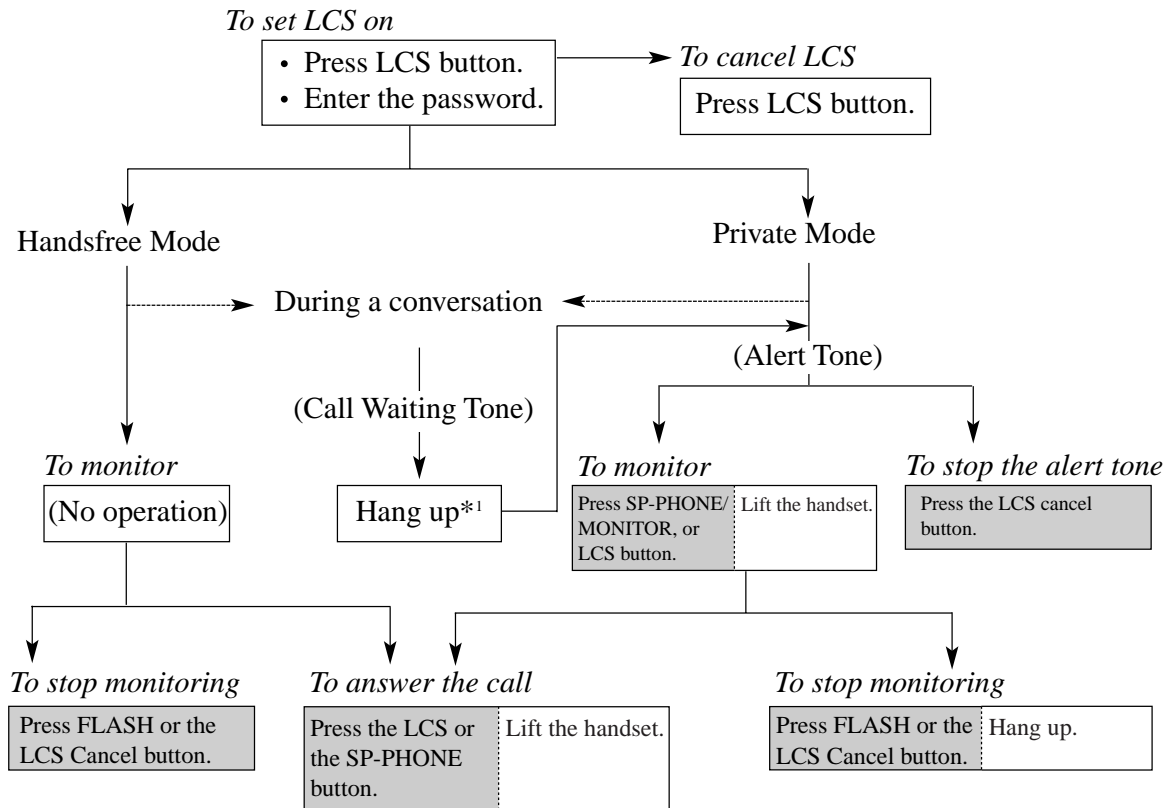 To set LCS on
• Press LCS button.
• Enter the password.
To cancel LCS
Press LCS button.
Handsfree Mode
Private Mode
During a conversation
(Alert Tone)
(Call Waiting Tone)
To monitor
(No operation)
Hang up*1
To monitor
Press SP-PHONE/
MONITOR, or
LCS button.
Lift the handset.
To stop the alert tone
Press the LCS cancel
button.
To stop monitoring
Press FLASH or the
LCS Cancel button.
To answer the call
Press the LCS or
the SP-PHONE
button.
Lift the handset.
To stop monitoring
Press FLASH or the
LCS Cancel button.
Hang up.